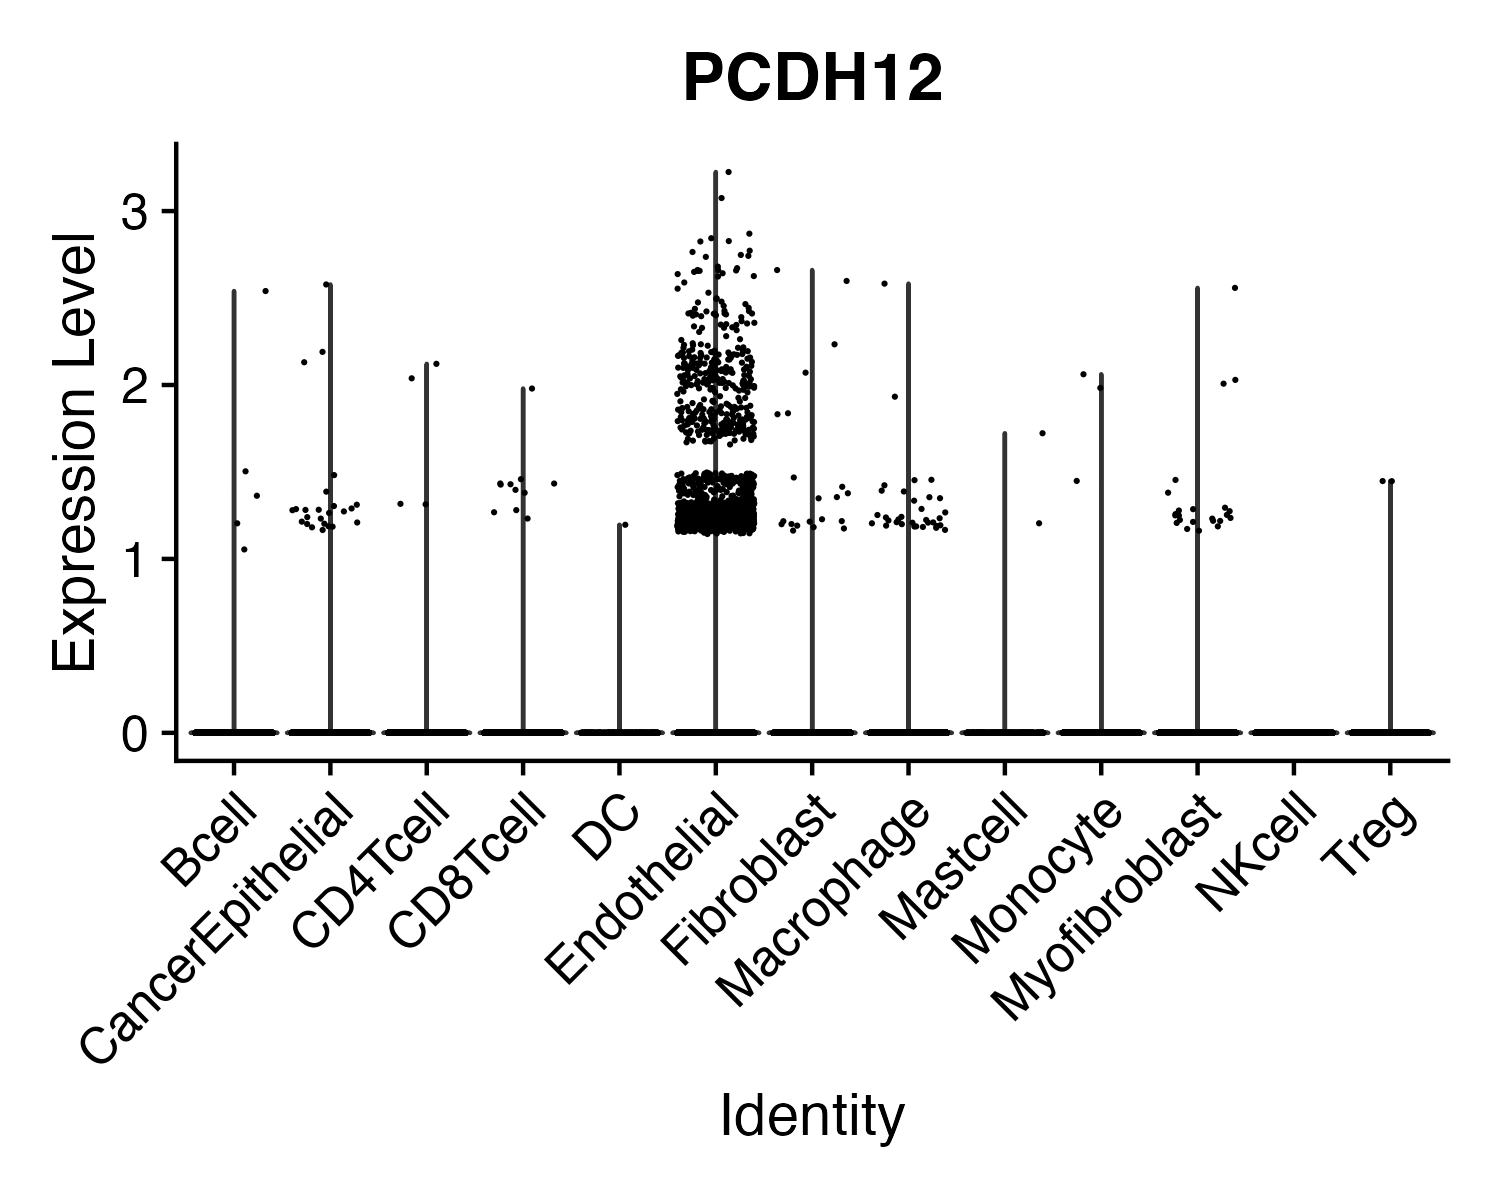 PCDH12
Expression Level
3
2
1
0
Bcell
CancerEpithelial
CD4Tcell
CD8Tcell
DC
Endothelial
Fibroblast
Macrophage
Mastcell
Monocyte
Myofibroblast
NKcell
Treg
Identity